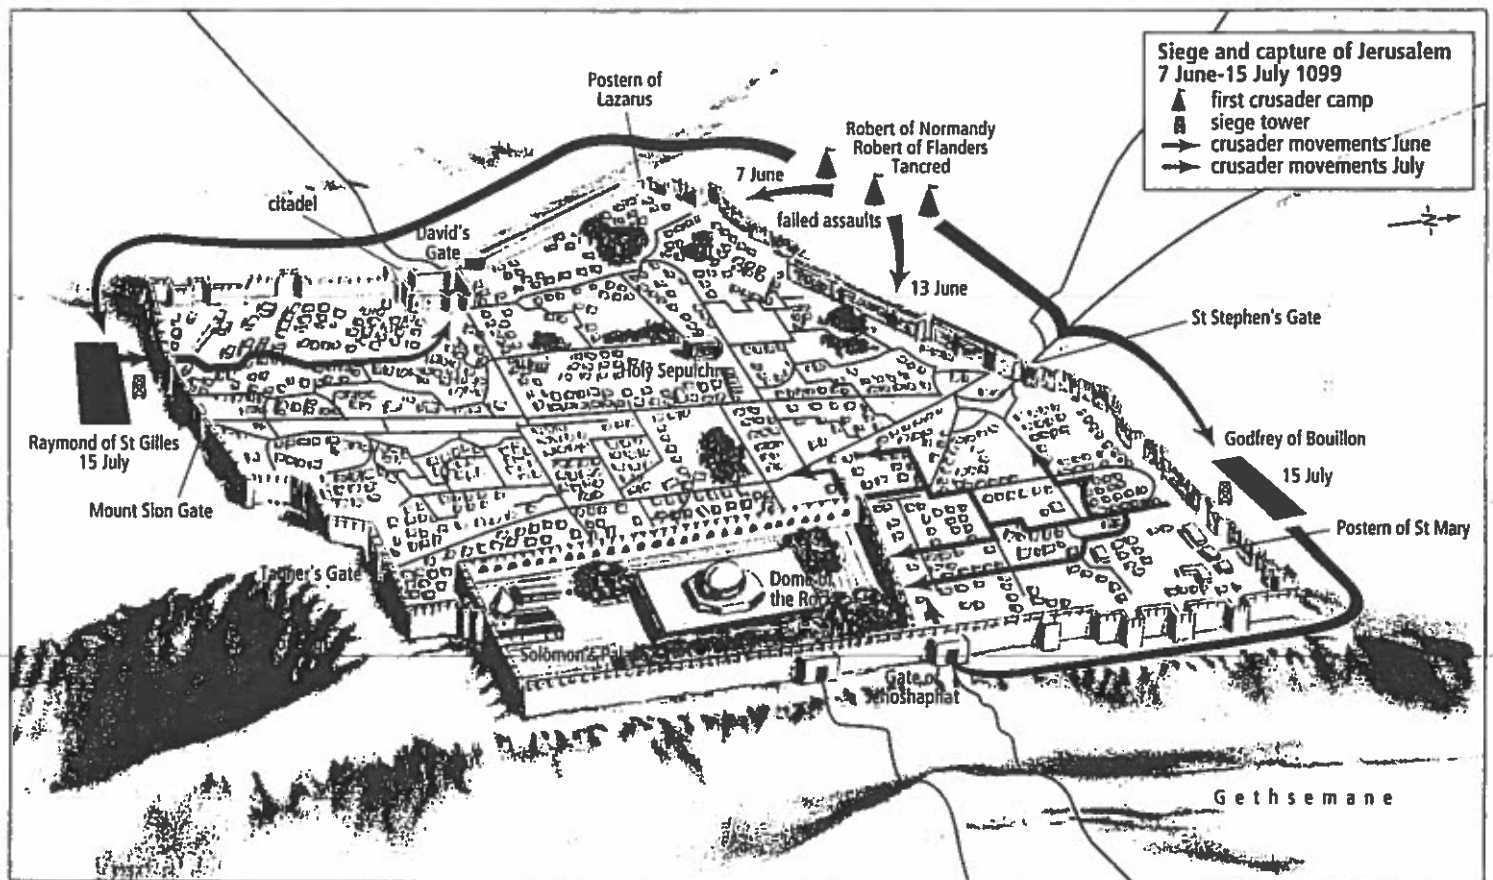 Siege and capture of Jerusalem
7 June-15 July 1099
first crusader camp
siege tower
crusader movements June
crusader movements July
Postern of
Lazarus
Robert of Normandy
Robert of Flanders
Tancred
7 June
failed assaults
13 June
N
citadel
David's
Gate
St Stephen's Gate
Holy Sepulch
Raymond of St Gilles
15 July
Godfrey of Bouillon
15 July
Mount Sion Gate
Postern of St Mary
Tanner's Gate
Dome of
the Ro
Solomon's Pal
Gate of
Jehoshaphat
Gethsemane